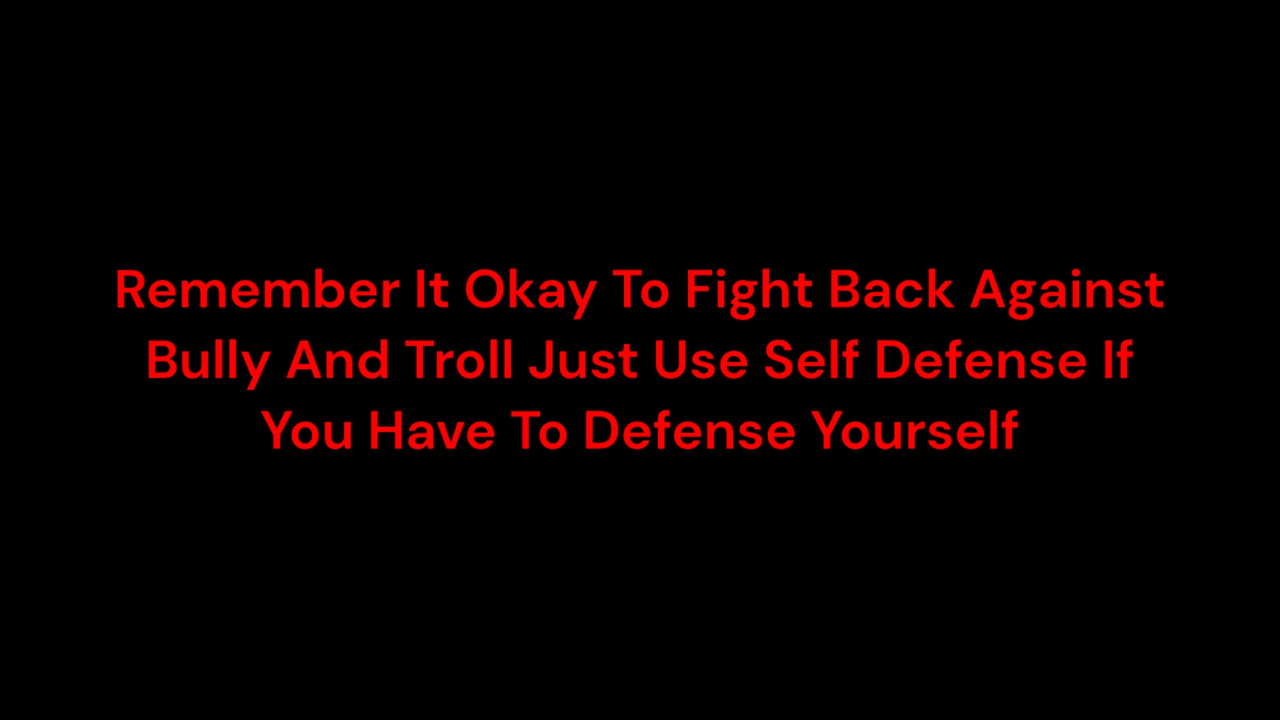 Remember It Okay To Fight Back Against
Bully And Troll Just Use Self Defense If
You Have To Defense Yourself